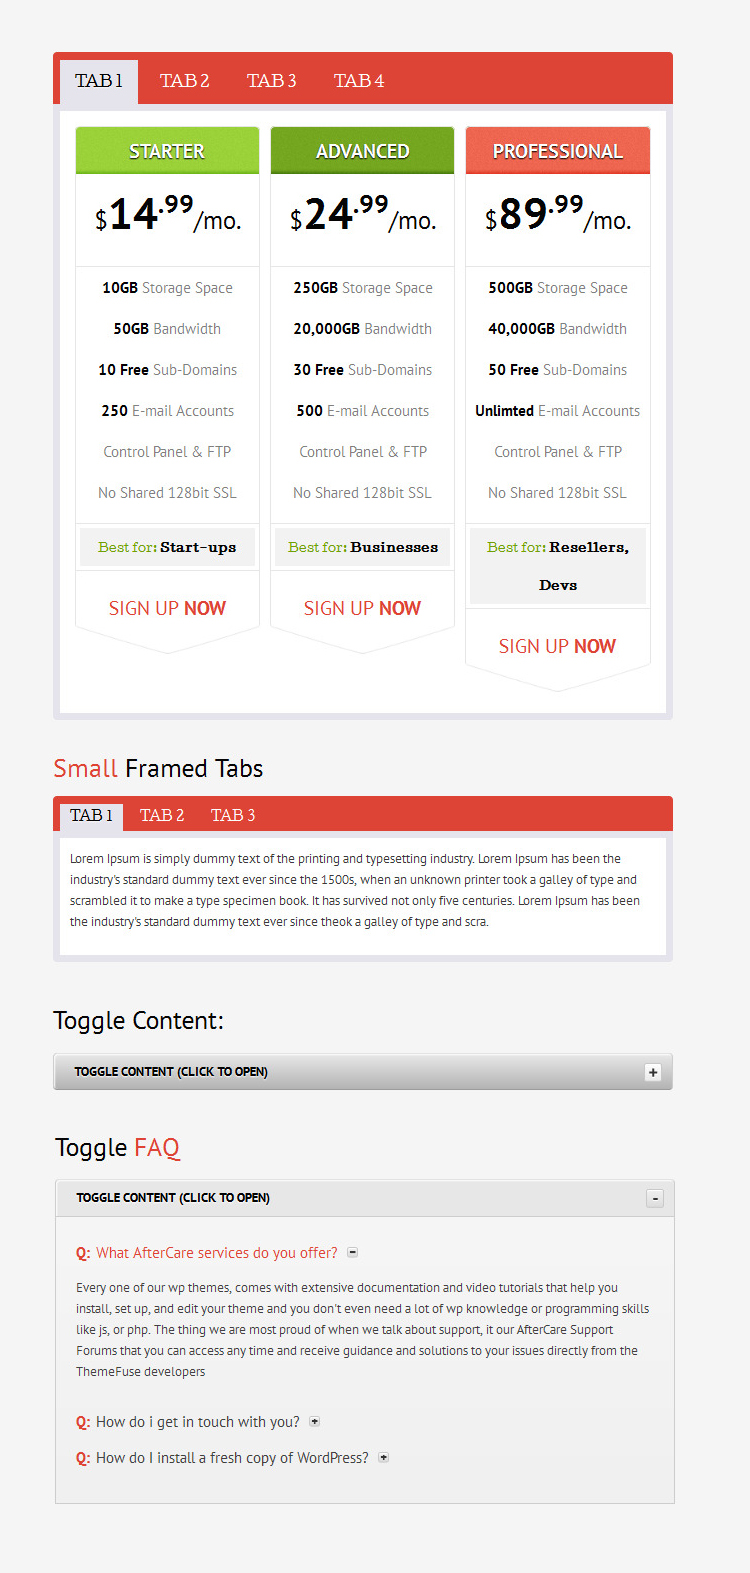 TAB 1 TAB 2 TAB 3 TAB 4
STARTER
$14.99/mo.
10GB Storage Space
50GB Bandwidth
10 Free Sub-Domains
250 E-mail Accounts
Control Panel & FTP
No Shared 128bit SSL
Best for: Start-ups
SIGN UP NOW
ADVANCED
$24.99/mo.
250GB Storage Space
20,000GB Bandwidth
30 Free Sub-Domains
500 E-mail Accounts
Control Panel & FTP
No Shared 128bit SSL
Best for: Businesses
SIGN UP NOW
PROFESSIONAL
$89.99/mo.
500GB Storage Space
40,000GB Bandwidth
50 Free Sub-Domains
Unlimted E-mail Accounts
Control Panel & FTP
No Shared 128bit SSL
Best for: Resellers,
Devs
SIGN UP NOW
Small Framed Tabs
TAB 1 TAB 2 TAB 3
Lorem Ipsum is simply dummy text of the printing and typesetting industry. Lorem Ipsum has been the
industry's standard dummy text ever since the 1500s, when an unknown printer took a galley of type and
scrambled it to make a type specimen book. It has survived not only five centuries. Lorem Ipsum has been
the industry's standard dummy text ever since theok a galley of type and scra.
Toggle Content:
TOGGLE CONTENT (CLICK TO OPEN) +
Toggle FAQ
TOGGLE CONTENT (CLICK TO OPEN) -
Q: What AfterCare services do you offer? -
Every one of our wp themes, comes with extensive documentation and video tutorials that help you
install, set up, and edit your theme and you don't even need a lot of wp knowledge or programming skills
like js, or php. The thing we are most proud of when we talk about support, it our AfterCare Support
Forums that you can access any time and receive guidance and solutions to your issues directly from the
ThemeFuse developers
Q: How do i get in touch with you? +
Q: How do I install a fresh copy of WordPress? +